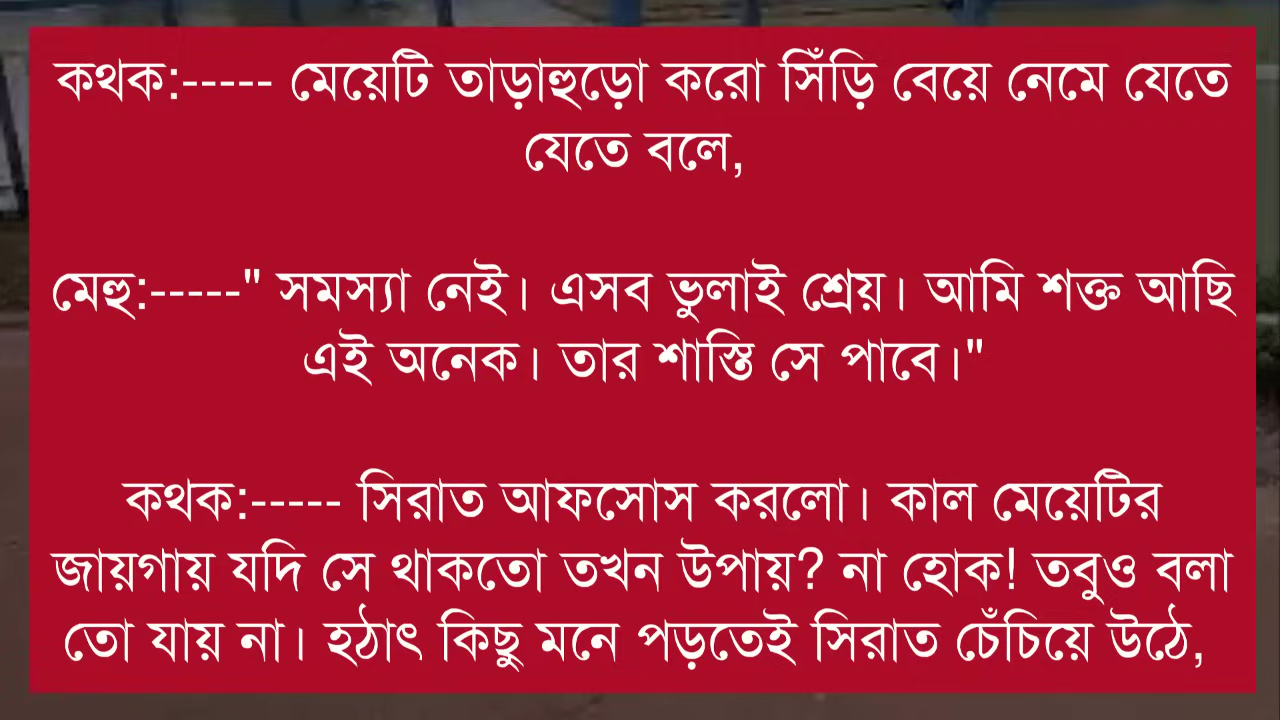 কথক:----- মেয়েটি তাড়াহুড়ো করো সিঁড়ি বেয়ে নেমে যেতে
যেতে বলে,
মেহু:-----" সমস্যা নেই। এসব ভুলাই শ্রেয়। আমি শক্ত আছি
এই অনেক। তার শাস্তি সে পাবে।"
কথক:----- সিরাত আফসোস করলো। কাল মেয়েটির
জায়গায় যদি সে থাকতো তখন উপায়? না হোক! তবুও বলা
তো যায় না। হঠাৎ কিছু মনে পড়তেই সিরাত চেঁচিয়ে উঠে,